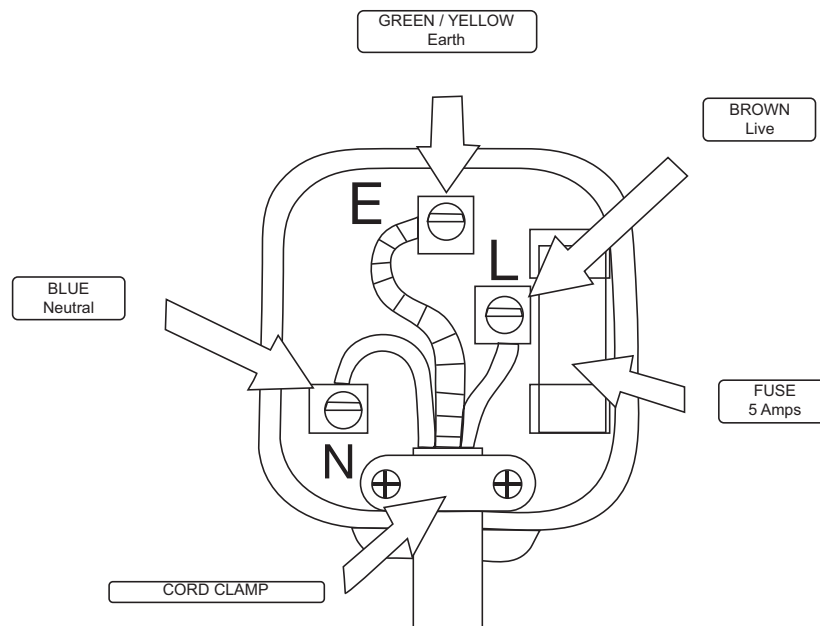 GREEN / YELLOW
Earth
BROWN
Live
E
L
BLUE
Neutral
FUSE
5 Amps
N
CORD CLAMP